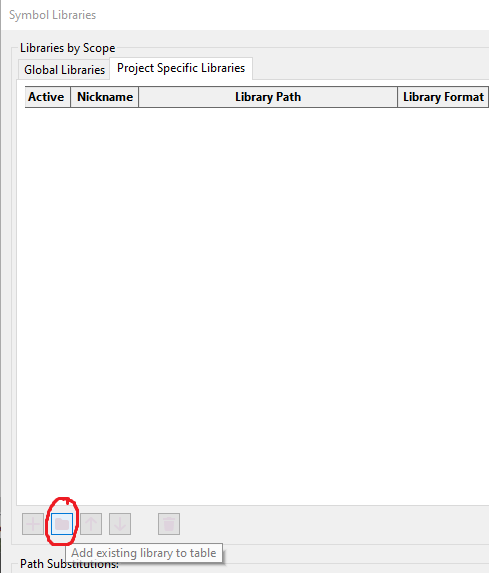 Symbol Libraries
Libraries by Scope
Global Libraries Project Specific Libraries
Active Nickname Library Path Library Format
Add existing library to table
Path Substitutions: